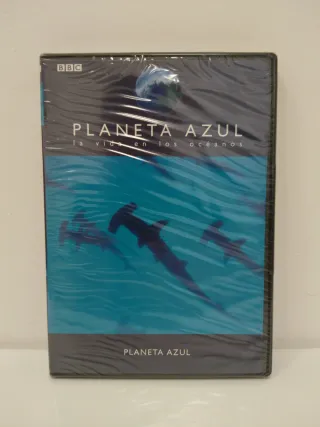 BBC
PLANETA AZUL
la vida en los océanos
PLANETA AZUL